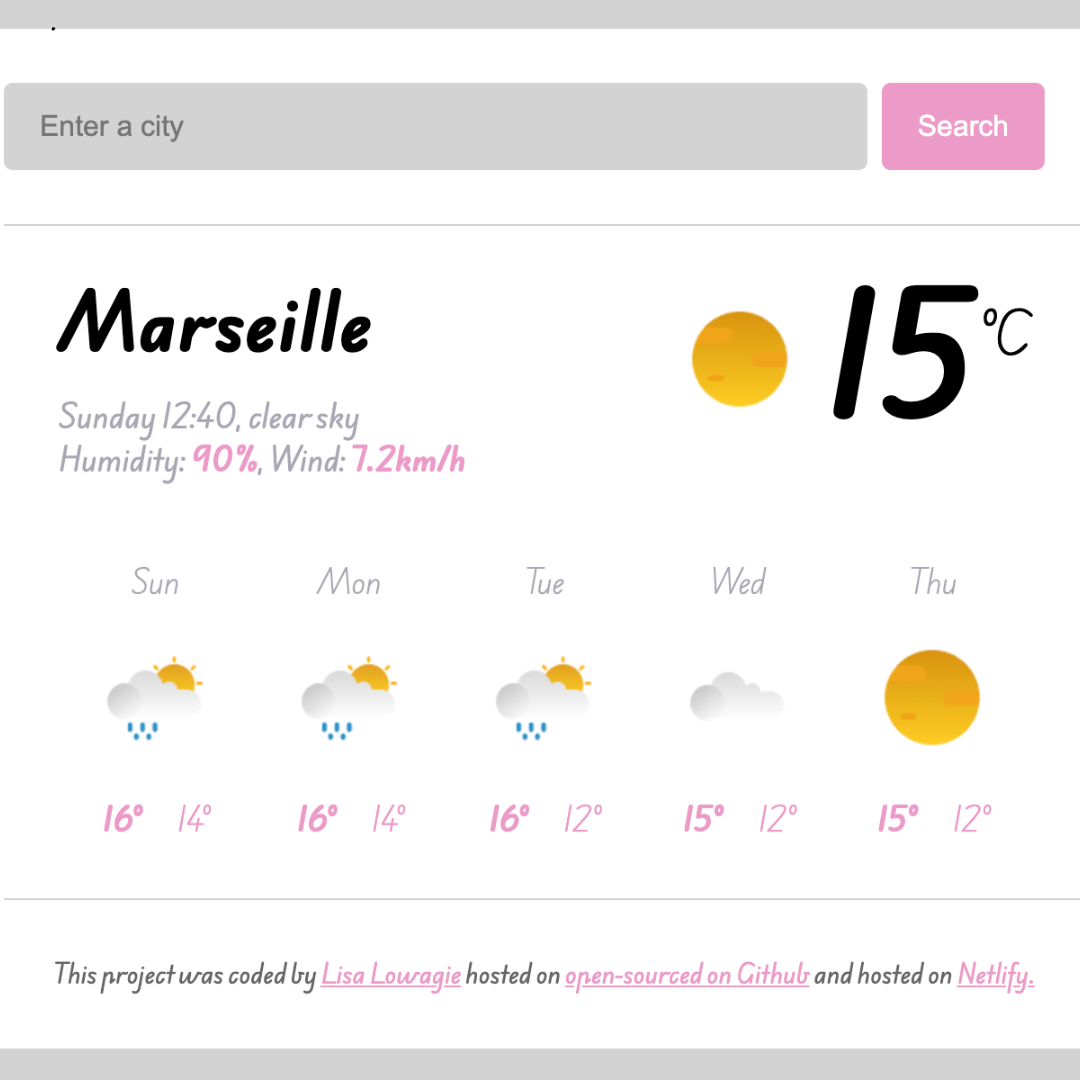 Enter a city
Search
Marseille
15°C
Sunday 12:40, clear sky
Humidity: 90%, Wind: 7.2km/h
Sun Mon Tue Wed Thu
16° 14° 16° 14° 16° 12° 15° 12° 15° 12°
This project was coded by Lisa Lowagie hosted on open-sourced on Github and hosted on Netlify.